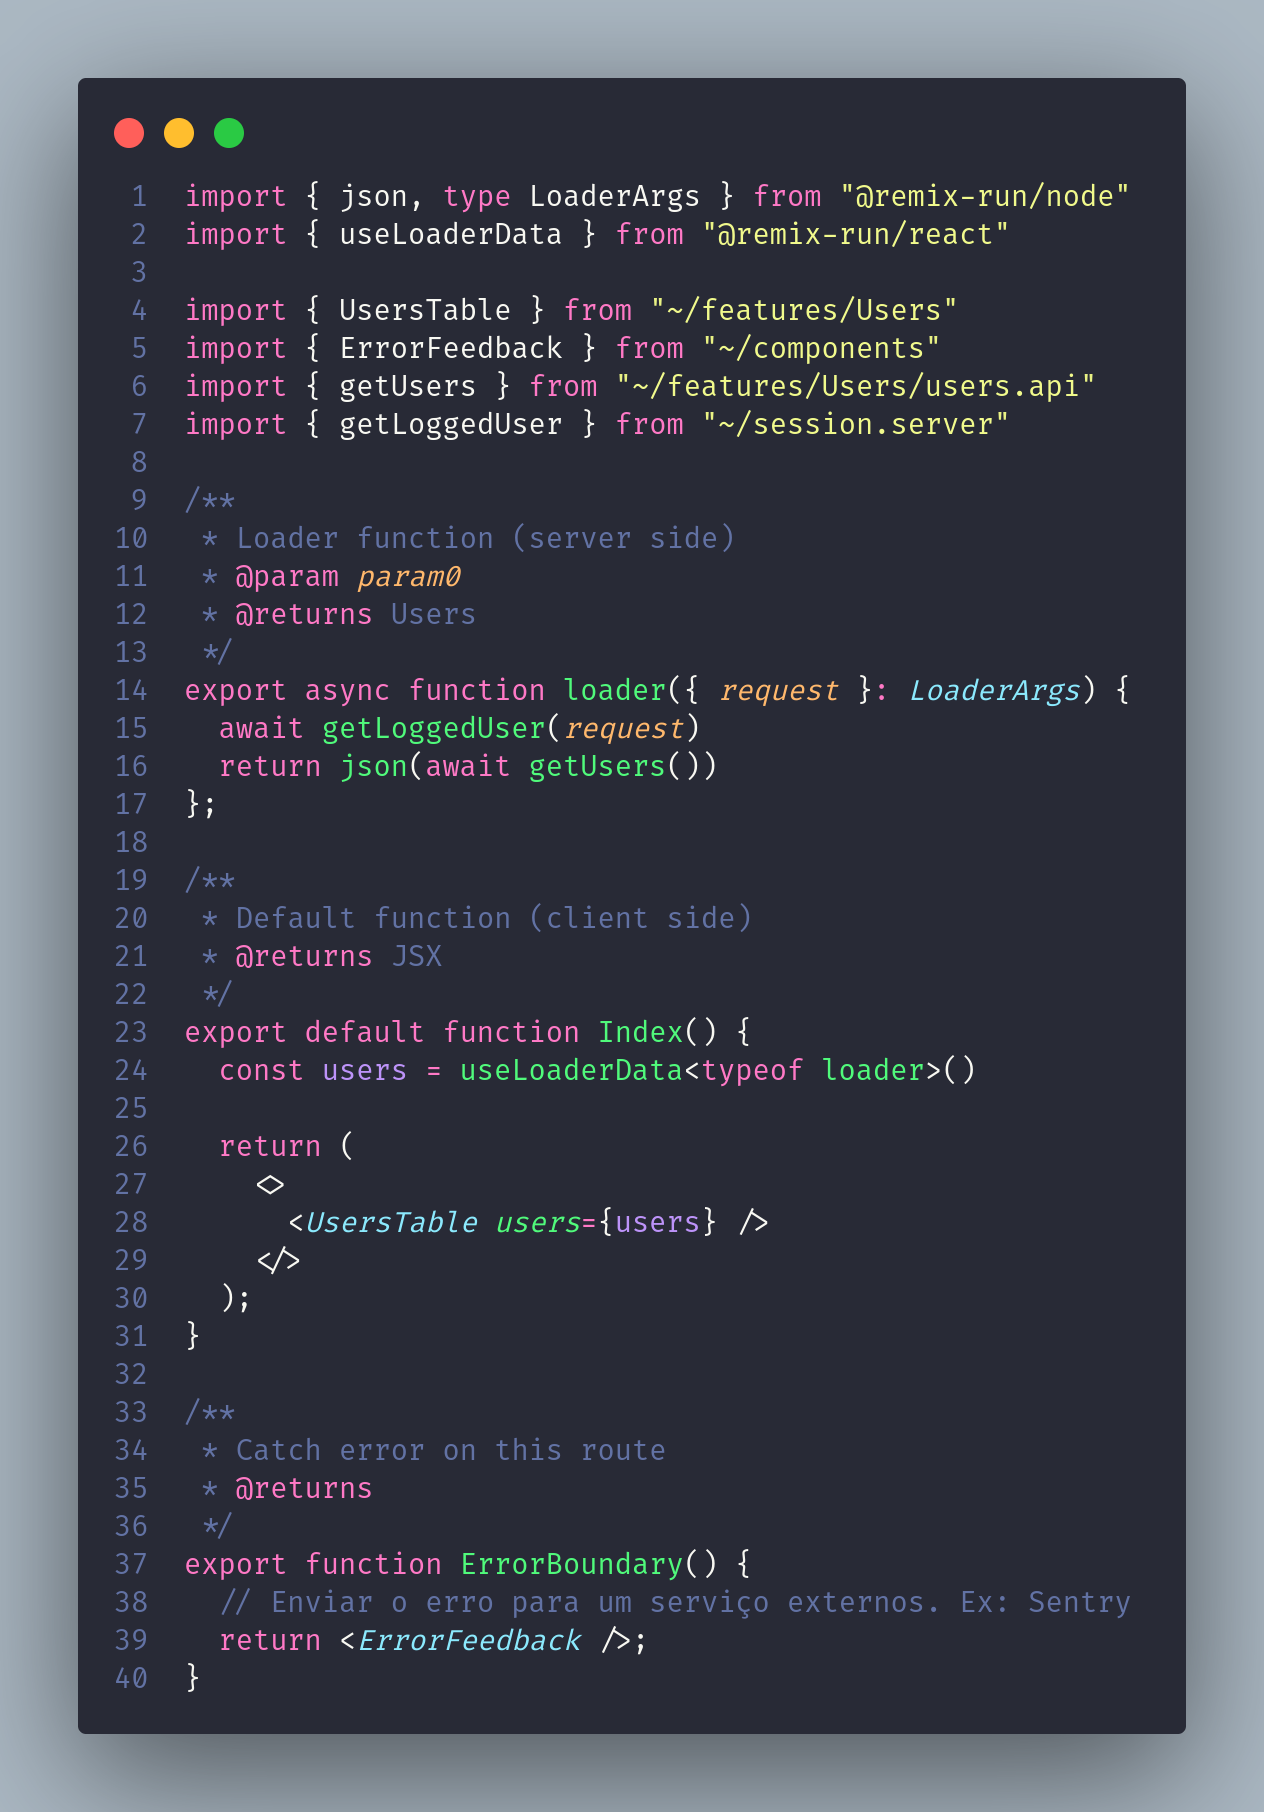 1 import { json, type LoaderArgs } from "@remix-run/node"
2 import { useLoaderData } from "@remix-run/react"
3
4 import { UsersTable } from "~/features/Users"
5 import { ErrorFeedback } from "~/components"
6 import { getUsers } from "~/features/Users/users.api"
7 import { getLoggedUser } from "~/session.server"
8
9 /**
10  * Loader function (server side)
11  * @param param0
12  * @returns Users
13  */
14 export async function loader({ request }: LoaderArgs) {
15   await getLoggedUser(request)
16   return json(await getUsers())
17 };
18
19 /**
20  * Default function (client side)
21  * @returns JSX
22  */
23 export default function Index() {
24   const users = useLoaderData<typeof loader>()
25
26   return (
27     <>
28       <UsersTable users={users} />
29     </>
30   );
31 }
32
33 /**
34  * Catch error on this route
35  * @returns
36  */
37 export function ErrorBoundary() {
38   // Enviar o erro para um serviço externos. Ex: Sentry
39   return <ErrorFeedback />;
40 }